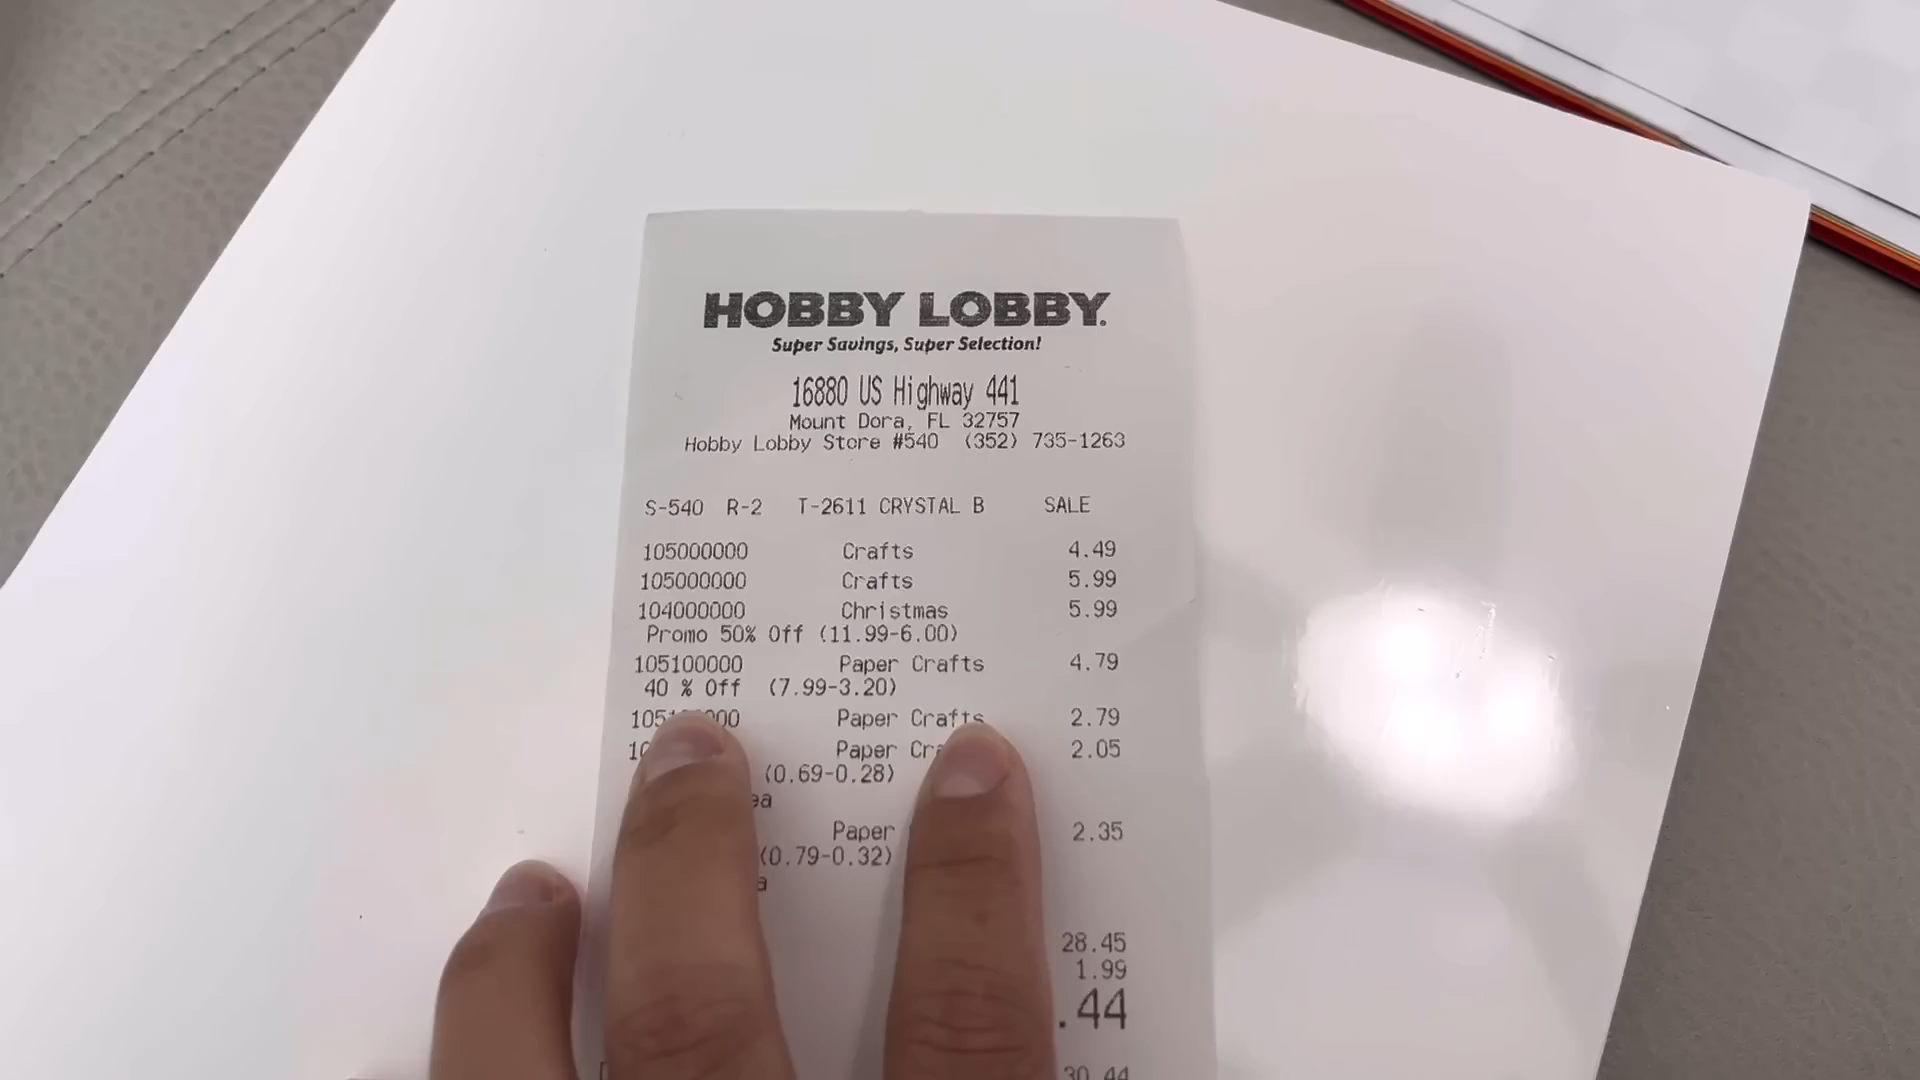 HOBBY LOBBY.
Super Savings, Super Selection!
16880 US Highway 441
Mount Dora, FL 32757
Hobby Lobby Store #540 (352) 735-1263
S-540 R-2 T-2611 CRYSTAL B SALE
105000000 Crafts 4.49
105000000 Crafts 5.99
104000000 Christmas 5.99
Promo 50% Off (11.99-6.00)
105100000 Paper Crafts 4.79
40 % Off (7.99-3.20)
Paper Crafts 2.79
Paper 2.05
(0.69-0.28)
Paper 2.35
(0.79-0.32)
28.45
1.99
.44
30.44